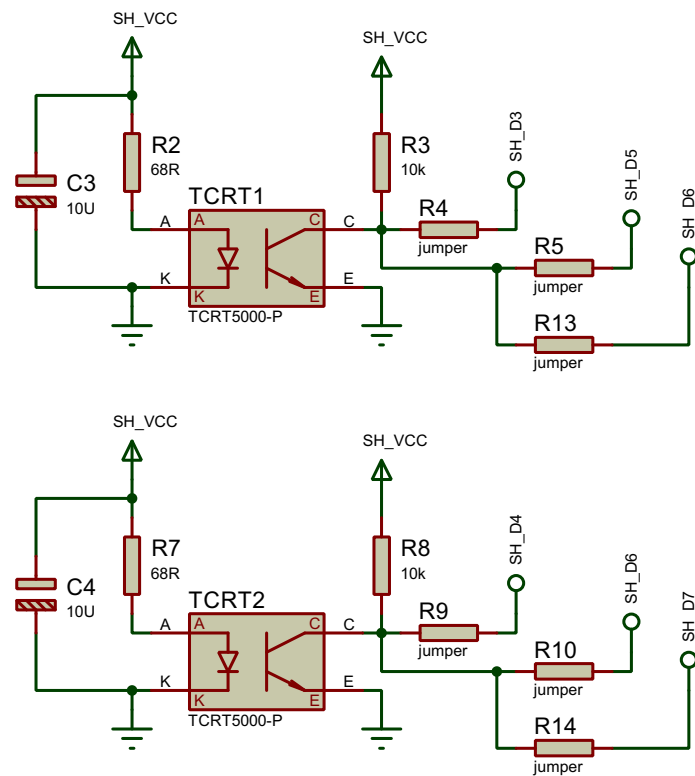 SH_VCC
SH_VCC
R2
68R
R3
10k
SH_D3
SH_D5
SH_D6
C3
10U
TCRT1
R4
jumper
A
A
C
C
R5
jumper
K
K
E
E
TCRT5000-P
R13
jumper
SH_VCC
SH_VCC
R7
68R
R8
10k
SH_D4
SH_D6
SH_D7
C4
10U
TCRT2
R9
jumper
A
A
C
C
R10
jumper
K
K
E
E
TCRT5000-P
R14
jumper